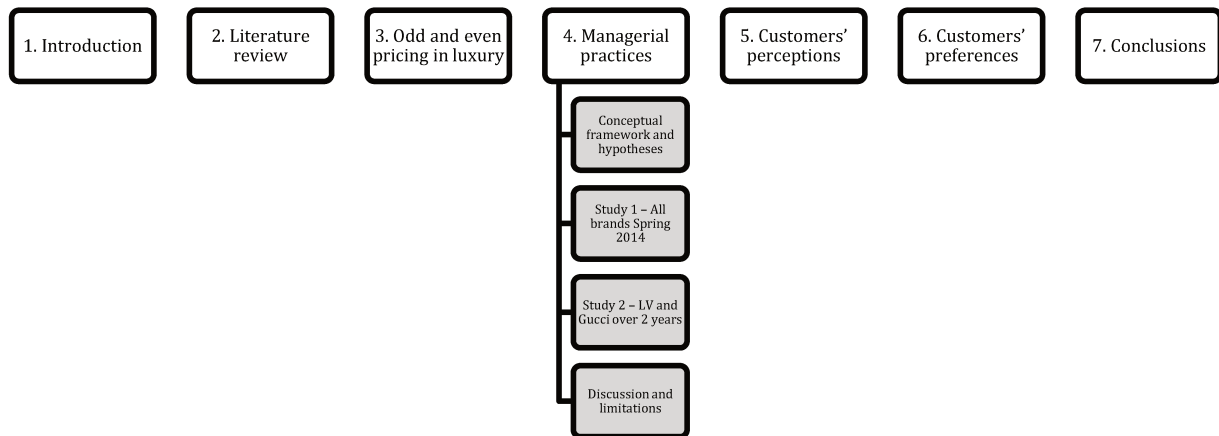 1. Introduction
2. Literature
review
3. Odd and even
pricing in luxury
4. Managerial
practices
5. Customers’
perceptions
6. Customers’
preferences
7. Conclusions
Conceptual
framework and
hypotheses
Study 1 – All
brands Spring
2014
Study 2 – LV and
Gucci over 2 years
Discussion and
limitations